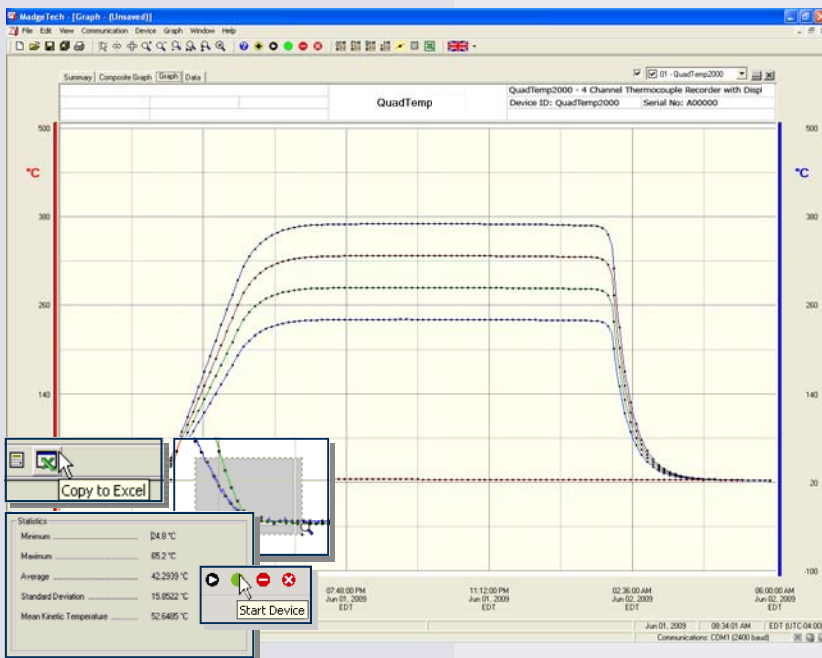 MadgeTech - [Graph - (Unsaved)]
File Edit View Communication Device Graph Window Help
Summary Composite Graph Graph Data
01 - QuadTemp2000
QuadTemp
QuadTemp2000 - 4 Channel Thermocouple Recorder with Displ
Device ID: QuadTemp2000 Serial No: A00000
500
500
°C
°C
380
380
260
260
140
140
20
-100
Copy to Excel
Statistics
Minimum 24.8 °C
Maximum 65.2 °C
Average 42.2939 °C
Standard Deviation 15.8522 °C
Mean Kinetic Temperature 52.6485 °C
Start Device
07:48:00 PM
Jun 01, 2009
EDT
11:12:00 PM
Jun 01, 2009
EDT
02:36:00 AM
Jun 02, 2009
EDT
06:00:00 AM
Jun 02, 2009
EDT
Jun 01, 2009 08:34:01 AM EDT (UTC-04:00)
Communications: COM1 (2400 baud)